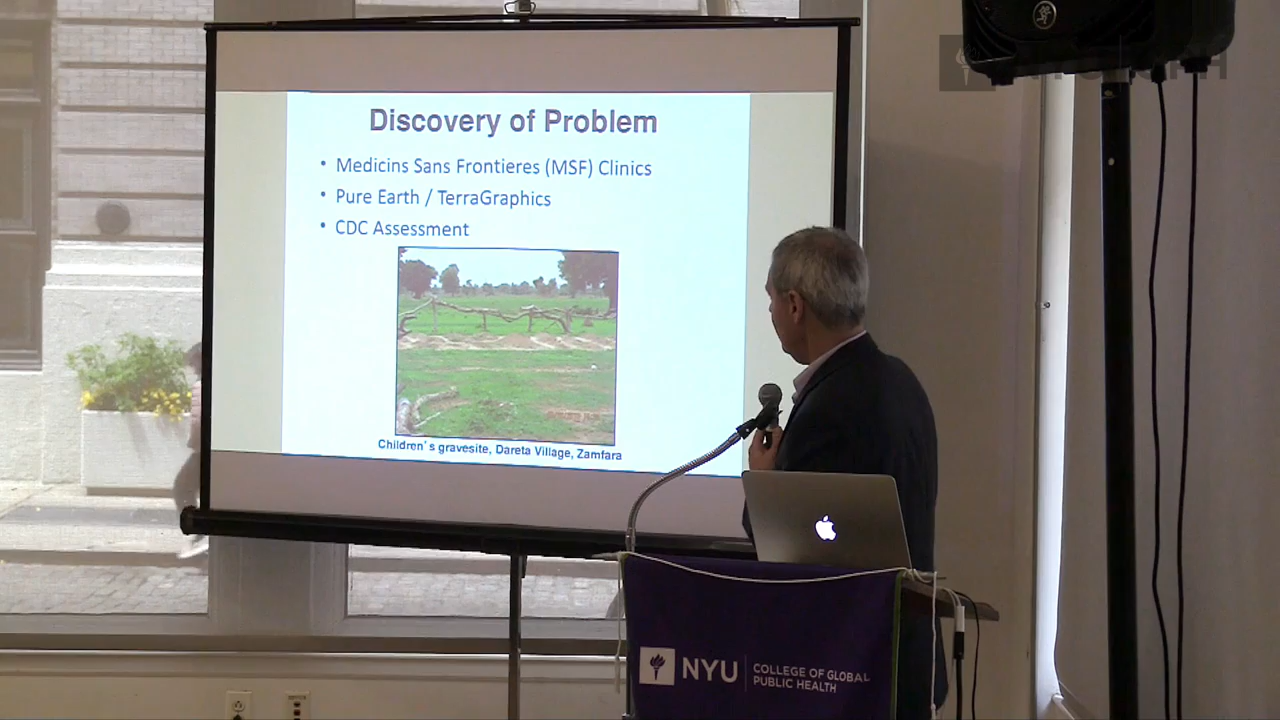 Discovery of Problem
• Medicins Sans Frontieres (MSF) Clinics
• Pure Earth / TerraGraphics
• CDC Assessment
Children's gravesite, Dareta Village, Zamfara
NYU
COLLEGE OF GLOBAL
PUBLIC HEALTH